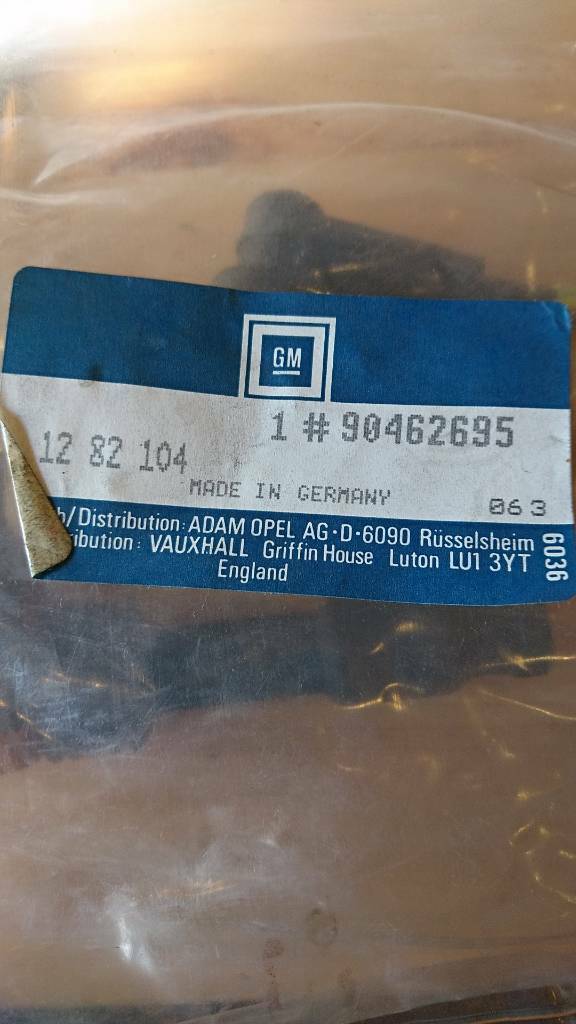 GM
1 # 90462695
12 82 104
MADE IN GERMANY
063
b/Distribution: ADAM OPEL AG·D·6090 Rüsselsheim
ribution: VAUXHALL Griffin House Luton LU1 3YT
England
6036